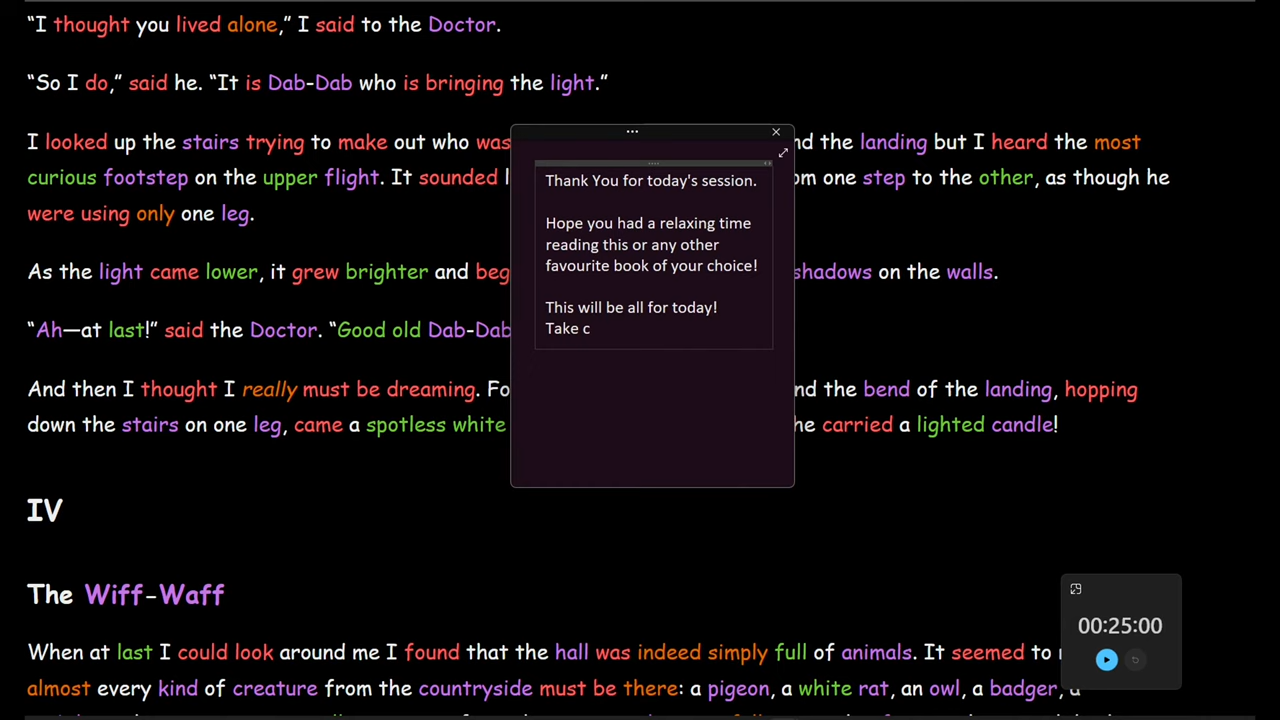 “I thought you lived alone,” I said to the Doctor.
“So I do,” said he. “It is Dab-Dab who is bringing the light.”
I looked up the stairs trying to make out who was
the landing but I heard the most
curious footstep on the upper flight. It sounded
from one step to the other, as though he
were using only one leg.
As the light came lower, it grew brighter and
shadows on the walls.
“Ah—at last!” said the Doctor. “Good old Dab-Dab
And then I thought I really must be dreaming.
the bend of the landing, hopping
down the stairs on one leg, came a spotless white
carried a lighted candle!
Thank You for today's session.
Hope you had a relaxing time
reading this or any other
favourite book of your choice!
This will be all for today!
Take c
IV
The Wiff-Waff
When at last I could look around me I found that the hall was indeed simply full of animals. It seemed to
almost every kind of creature from the countryside must be there: a pigeon, a white rat, an owl, a badger, a
00:25:00